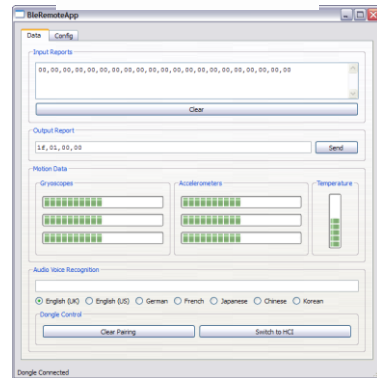 BleRemoteApp
Data Config
Input Reports
00,00,00,00,00,00,00,00,00,00,00,00,00,00,00,00,00,00,00,00
Clear
Output Report
1f,01,00,00
Send
Motion Data
Gryoscopes Accelerometers Temperature
Audio Voice Recognition
English (UK) English (US) German French Japanese Chinese Korean
Dongle Control
Clear Pairing Switch to HCI
Dongle Connected